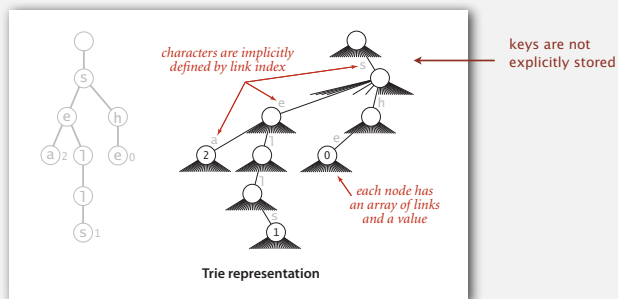 characters are implicitly
defined by link index
keys are not
explicitly stored
s
s
e
h
e
h
a
2
l
e
0
a
2
l
e
0
l
l
s
1
s
1
each node has
an array of links
and a value
Trie representation